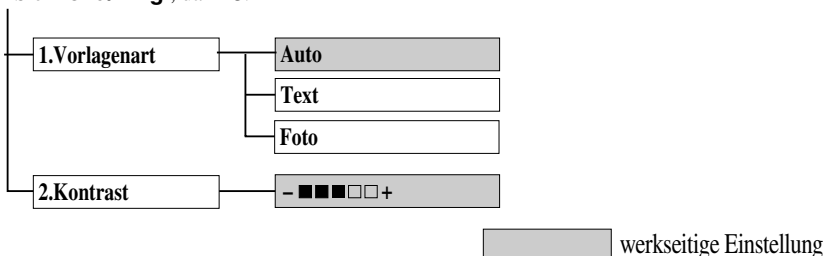 1.Vorlagenart
Auto
Text
Foto
2.Kontrast
– ■■■□□ +
werkseitige Einstellung